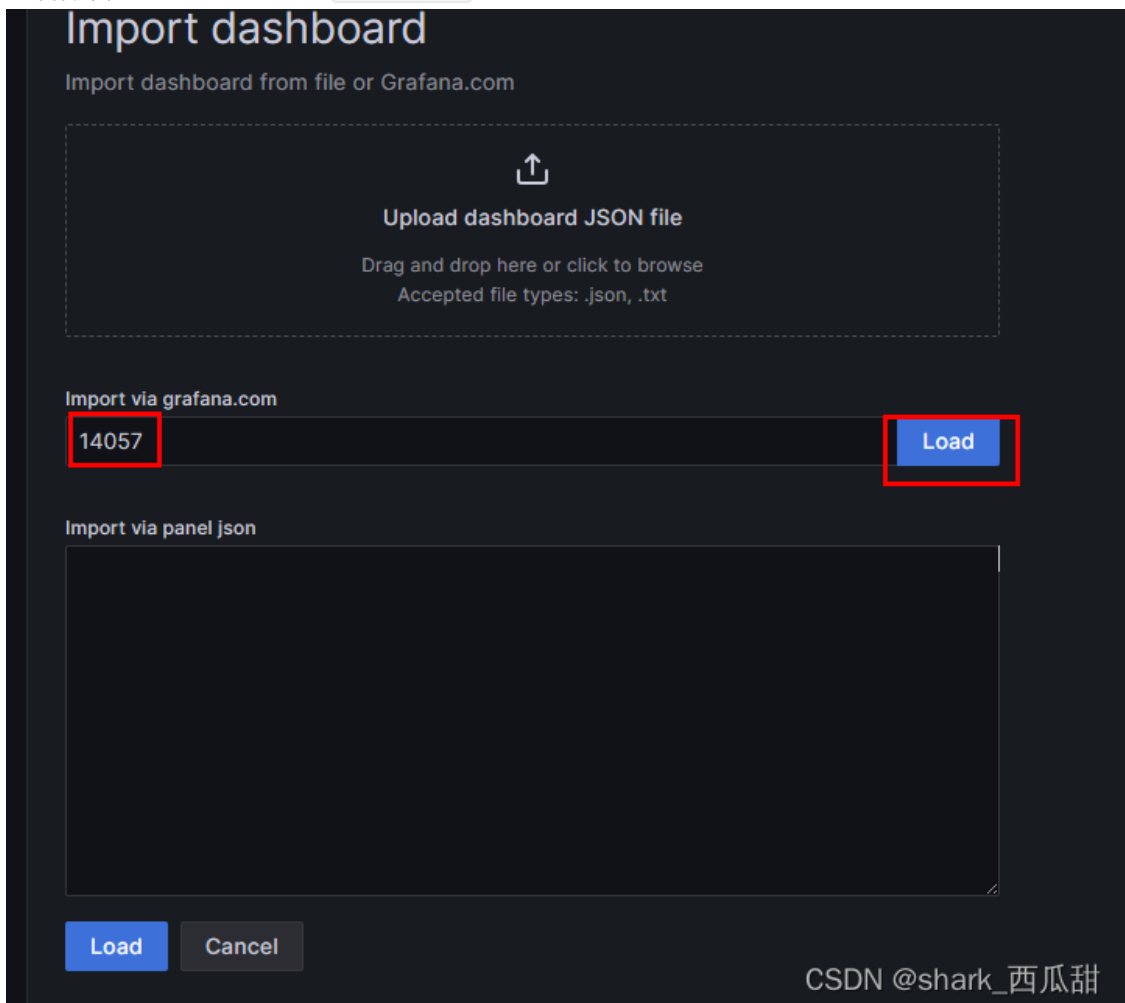 Import dashboard
Import dashboard from file or Grafana.com
Upload dashboard JSON file
Drag and drop here or click to browse
Accepted file types: .json, .txt
Import via grafana.com
14057
Load
Import via panel json
Load
Cancel
CSDN @shark_西瓜甜